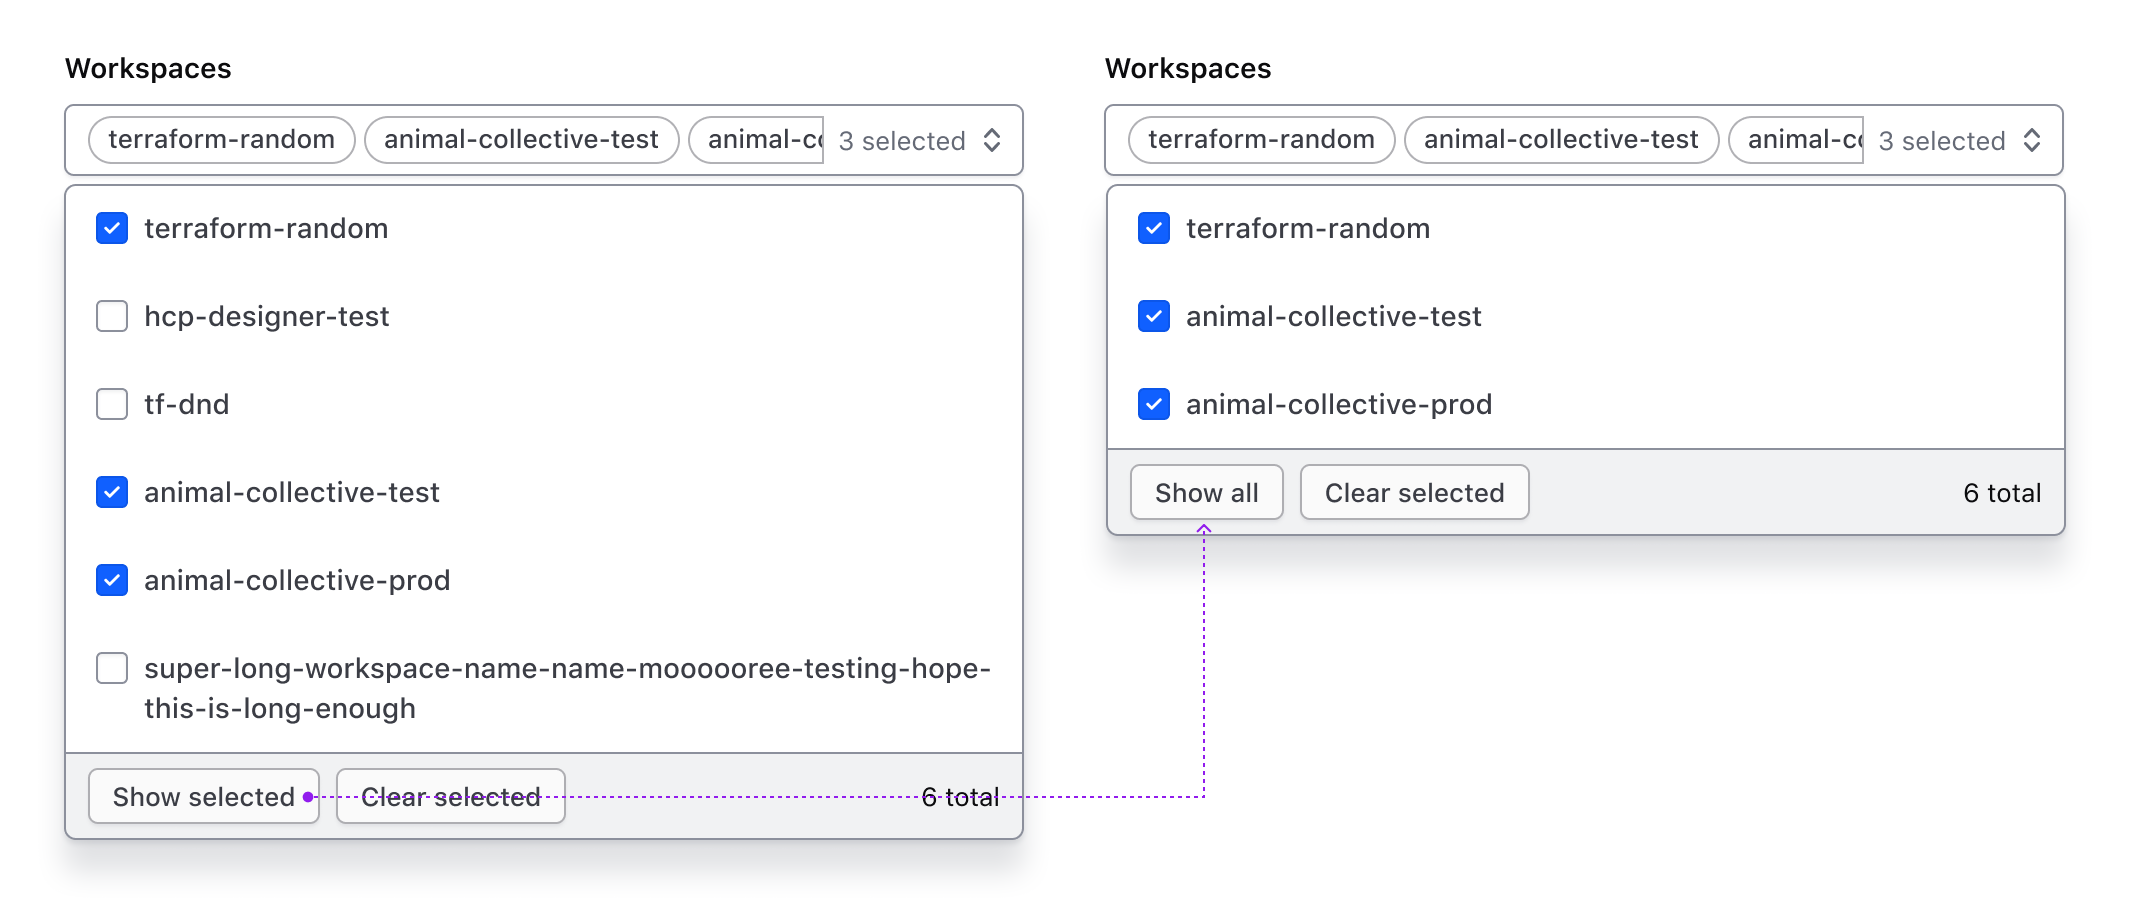 Workspaces
terraform-random animal-collective-test animal-co 3 selected
terraform-random
hcp-designer-test
tf-dnd
animal-collective-test
animal-collective-prod
super-long-workspace-name-name-moooooree-testing-hope-
this-is-long-enough
Show selected Clear selected 6 total
Workspaces
terraform-random animal-collective-test animal-co 3 selected
terraform-random
animal-collective-test
animal-collective-prod
Show all Clear selected 6 total